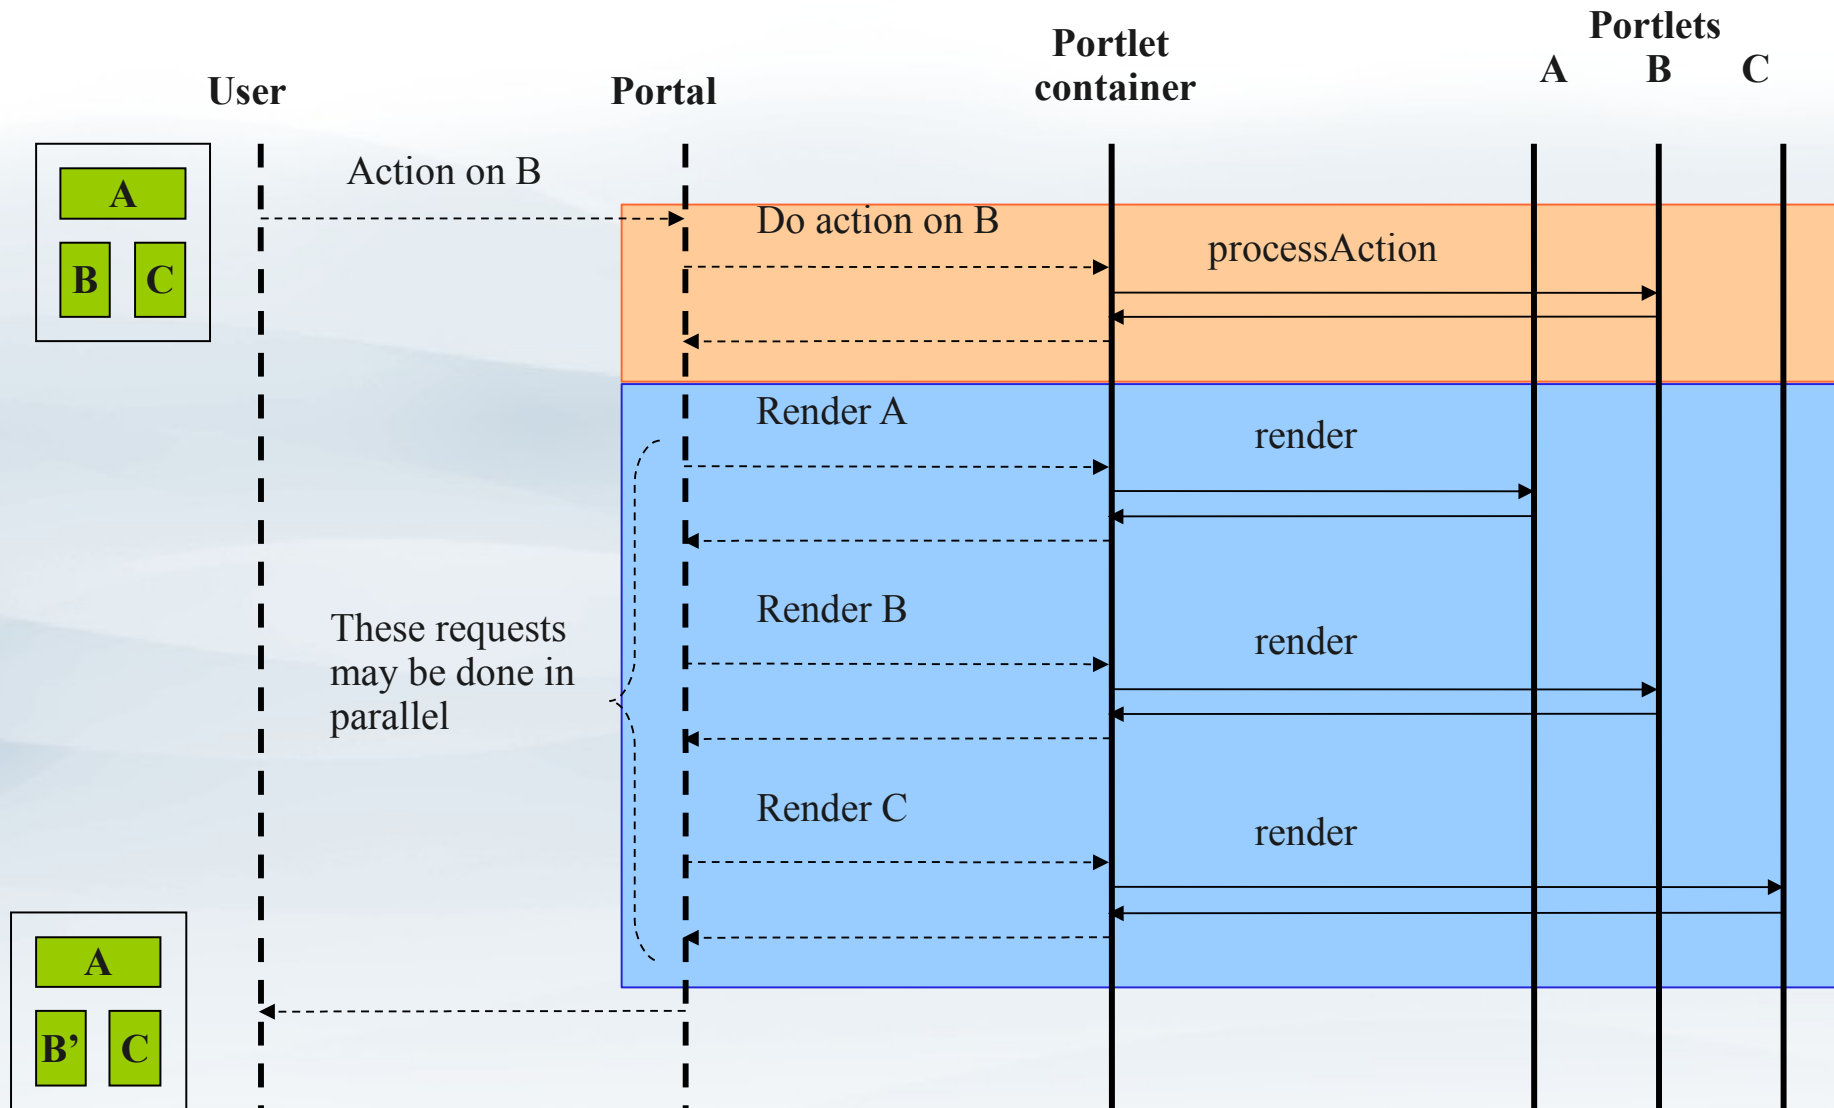 Portlets
Portlet
container
A B C
User
Portal
Action on B
A
B C
Do action on B
processAction
Render A
render
Render B
render
These requests
may be done in
parallel
Render C
render
A
B’ C